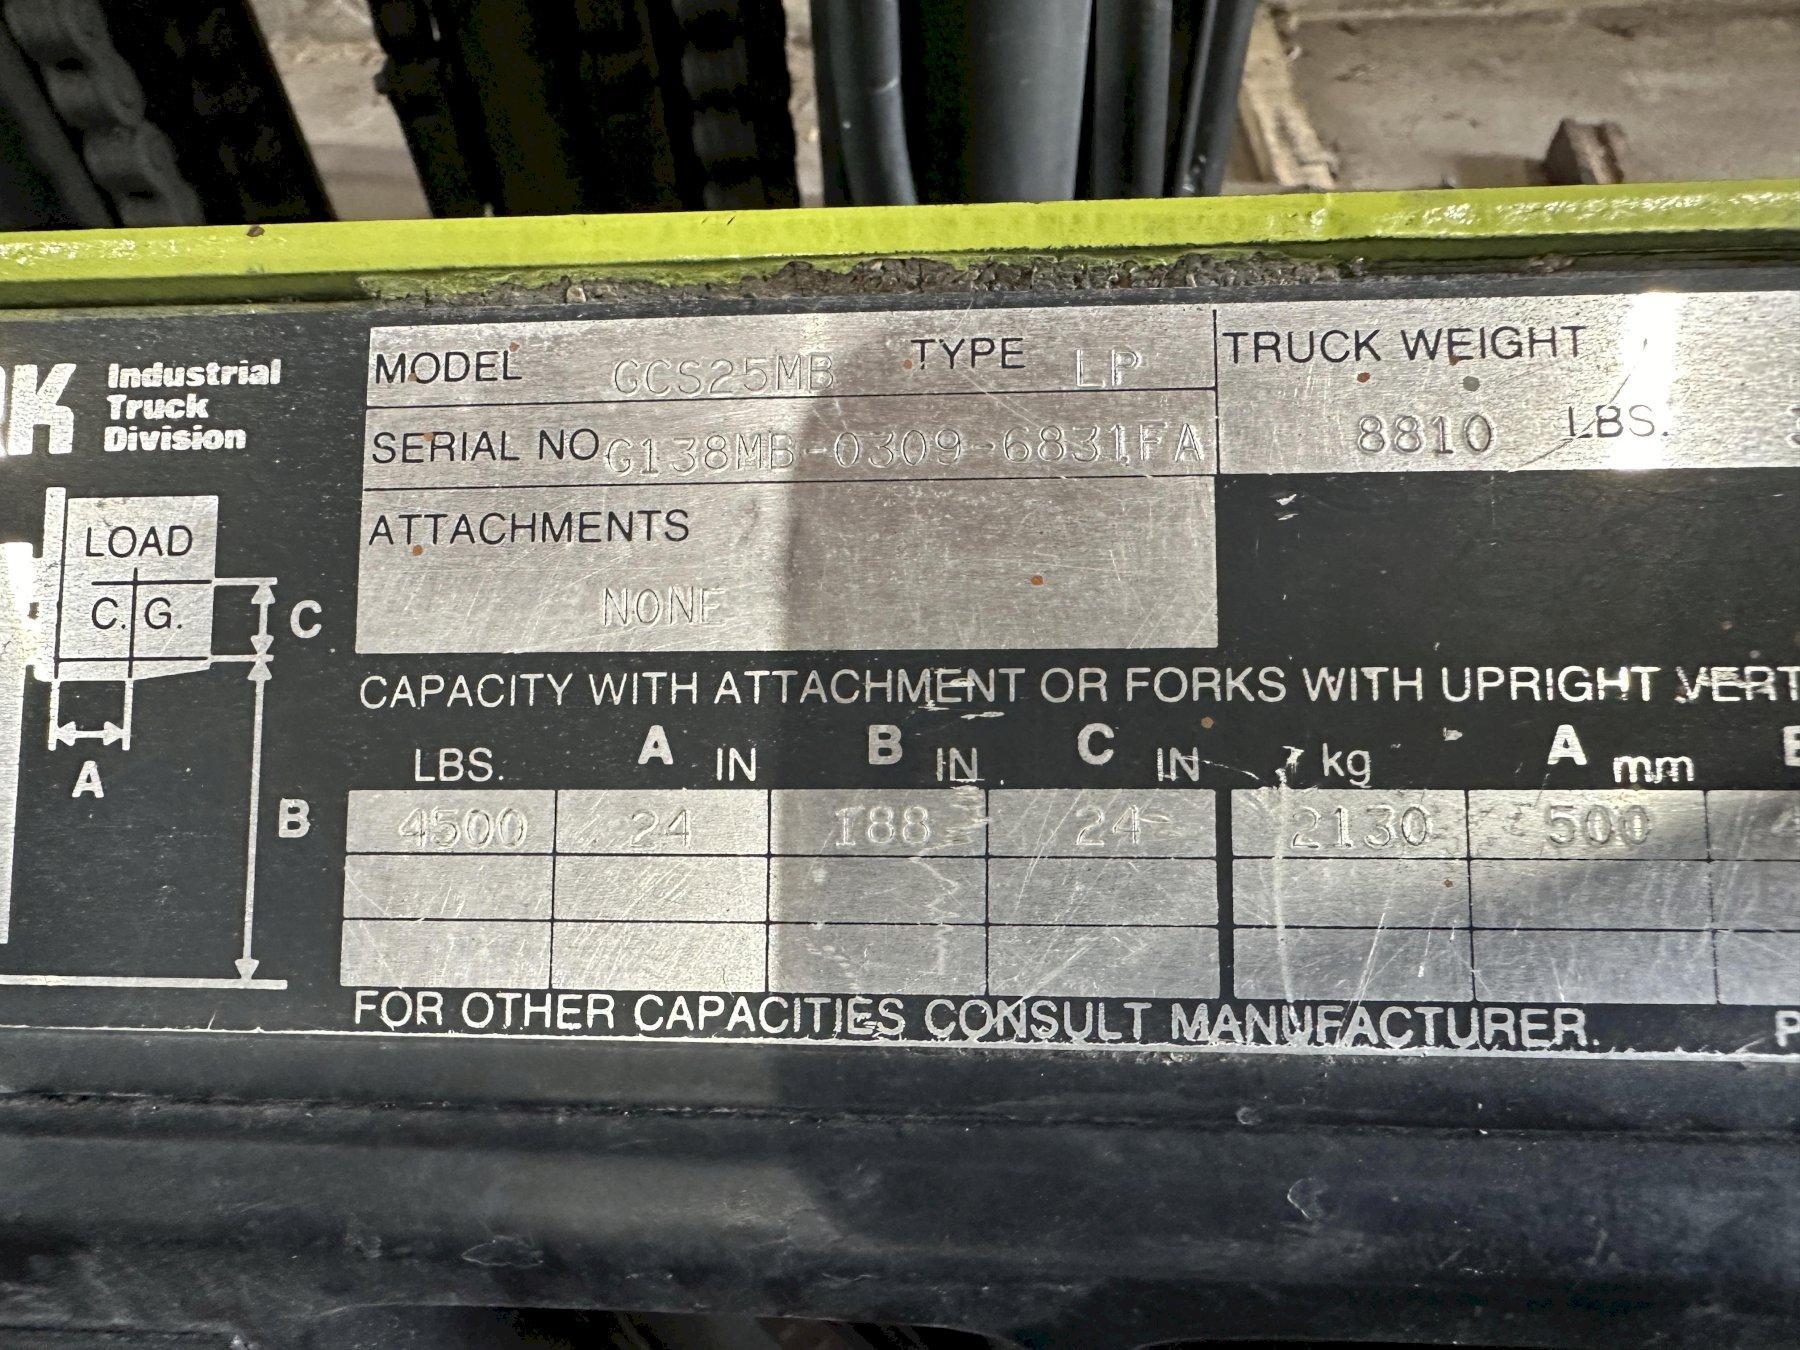 RK Industrial
Truck
Division
MODEL GCS25MB TYPE LP TRUCK WEIGHT
SERIAL NO G138MB-0309-6831FA 8810 LBS.
LOAD
C.G.
C
A
B
ATTACHMENTS
NONE
CAPACITY WITH ATTACHMENT OR FORKS WITH UPRIGHT VERT
LBS. A IN B IN. C IN kg A mm
4500 24 188 24 2130 500
FOR OTHER CAPACITIES CONSULT MANUFACTURER. P